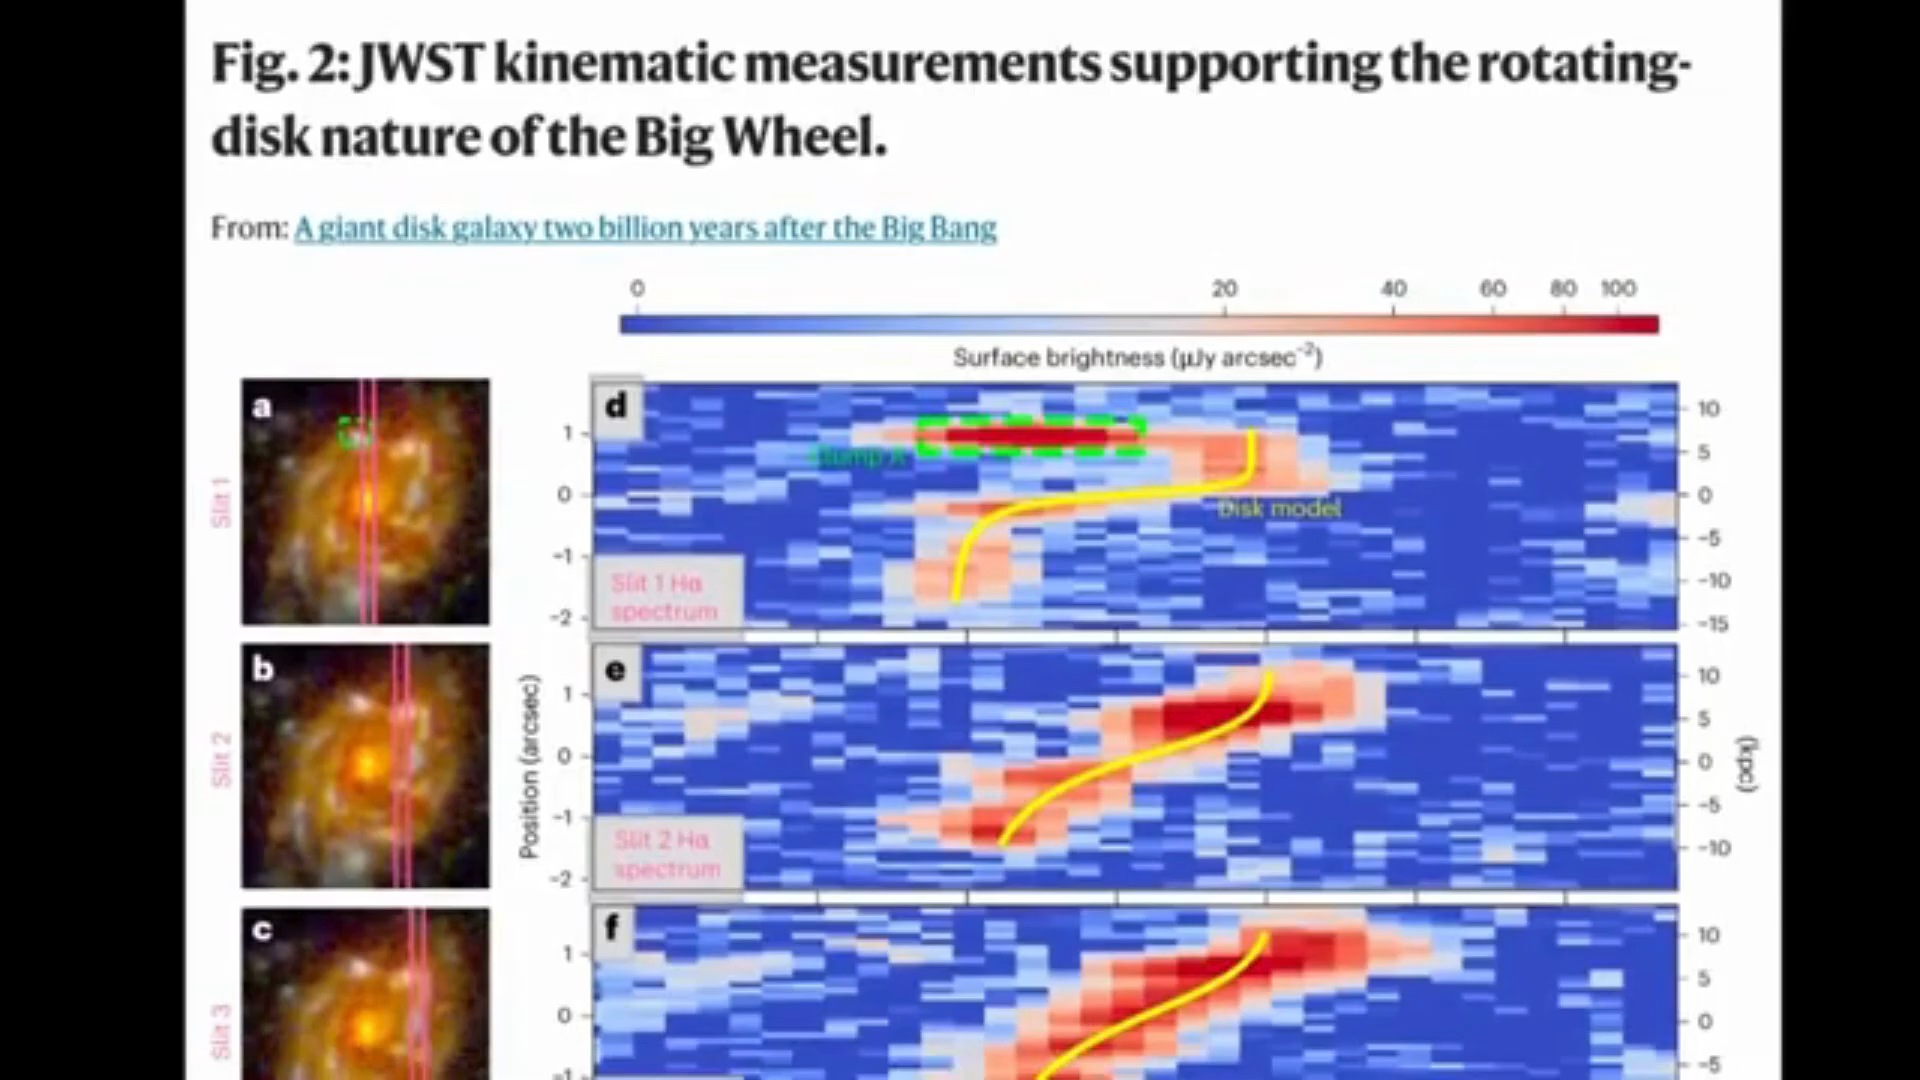 Fig. 2: JWST kinematic measurements supporting the rotating-
disk nature of the Big Wheel.
From: A giant disk galaxy two billion years after the Big Bang
0 20 40 60 80 100
Surface brightness (μJy arcsec⁻²)
a
Slit 1
d
Clump A
Disk model
Slit 1 Hα
spectrum
1
0
-1
-2
10
5
0
-5
-10
-15
b
Slit 2
e
Slit 2 Hα
spectrum
Position (arcsec)
1
0
-1
-2
10
5
0
-5
-10
(kpc)
c
Slit 3
f
1
0
-1
10
5
0
-5